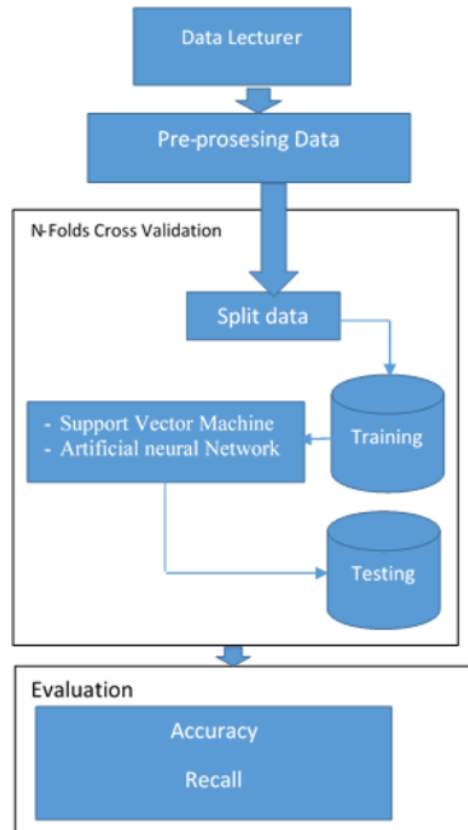 Data Lecturer
Pre-prosesing Data
N-Folds Cross Validation
Split data
Training
- Support Vector Machine
- Artificial neural Network
Testing
Evaluation
Accuracy
Recall